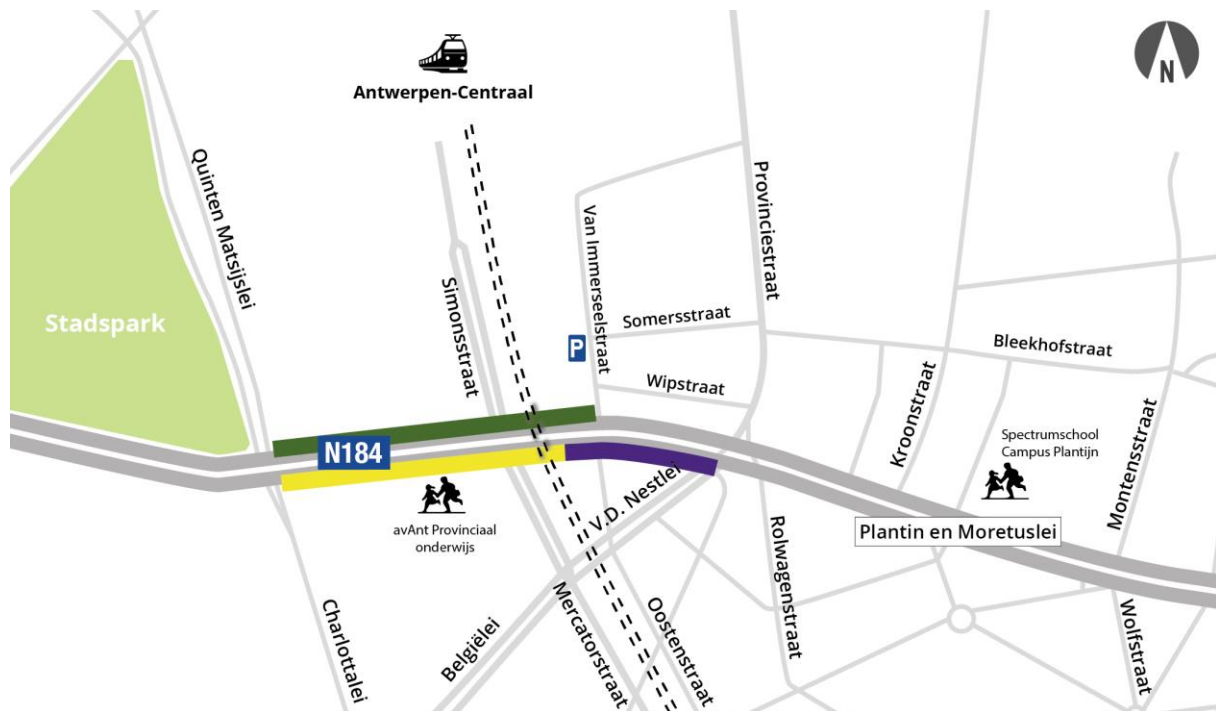 Antwerpen-Centraal
N
Quinten Matsijslei
Provinciestraat
Van Immerseelstraat
Stadspark
Simonsstraat
Somersstraat
P
Bleekhofstraat
Wipstraat
Kroonstraat
Montensstraat
Spectrumschool
Campus Plantijn
N184
V.D. Nestlei
avAnt Provinciaal
onderwijs
Plantin en Moretuslei
Rolwagenstraat
Charlottalei
Belgiëlei
Mercatorstraat
Oostenstraat
Wolfstraat